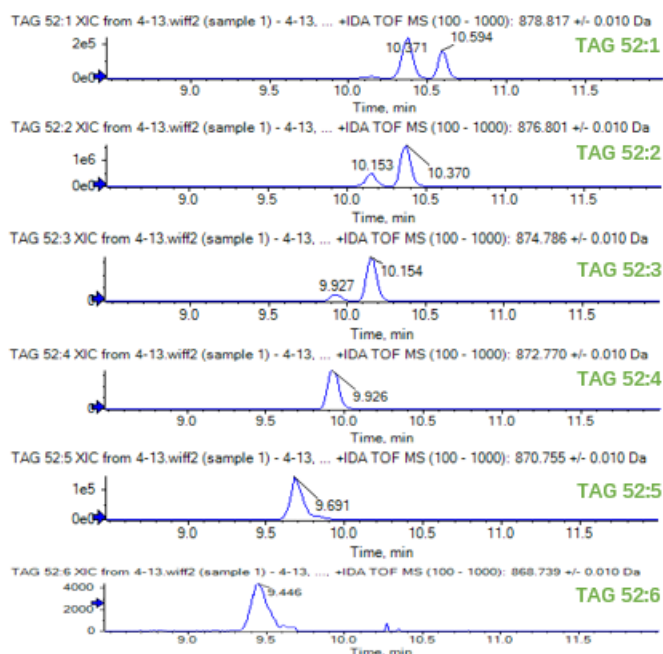 TAG 52:1 XIC from 4-13.wiff2 (sample 1) - 4-13, ... +IDA TOF MS (100 - 1000): 878.817 +/- 0.010 Da
2e5
0e0
10.371
10.594
TAG 52:1
9.0 9.5 10.0 10.5 11.0 11.5
Time, min
TAG 52:2 XIC from 4-13.wiff2 (sample 1) - 4-13, ... +IDA TOF MS (100 - 1000): 876.801 +/- 0.010 Da
1e6
0e0
10.153
10.370
TAG 52:2
9.0 9.5 10.0 10.5 11.0 11.5
Time, min
TAG 52:3 XIC from 4-13.wiff2 (sample 1) - 4-13, ... +IDA TOF MS (100 - 1000): 874.786 +/- 0.010 Da
9.927
10.154
TAG 52:3
9.0 9.5 10.0 10.5 11.0 11.5
Time, min
TAG 52:4 XIC from 4-13.wiff2 (sample 1) - 4-13, ... +IDA TOF MS (100 - 1000): 872.770 +/- 0.010 Da
9.926
TAG 52:4
9.0 9.5 10.0 10.5 11.0 11.5
Time, min
TAG 52:5 XIC from 4-13.wiff2 (sample 1) - 4-13, ... +IDA TOF MS (100 - 1000): 870.755 +/- 0.010 Da
1e5
0e0
9.691
TAG 52:5
9.0 9.5 10.0 10.5 11.0 11.5
Time, min
TAG 52:6 XIC from 4-13.wiff2 (sample 1) - 4-13, ..., +IDA TOF MS (100 - 1000): 868.739 +/- 0.010 Da
4000
2000
0
9.446
TAG 52:6
9.0 9.5 10.0 10.5 11.0 11.5
Time, min